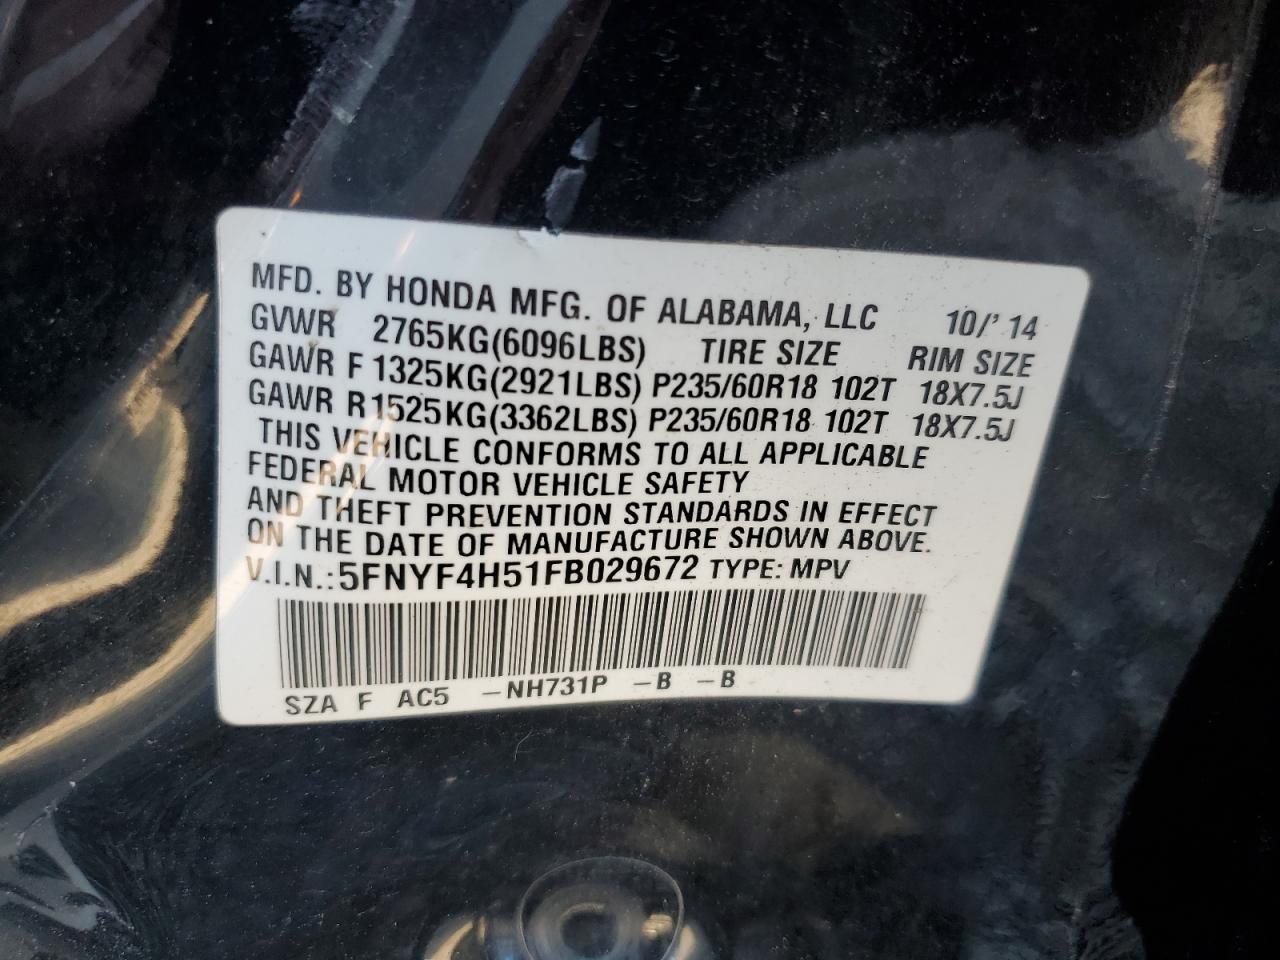 MFD. BY HONDA MFG. OF ALABAMA, LLC 10/'14
GVWR 2765KG(6096LBS) TIRE SIZE RIM SIZE
GAWR F 1325KG(2921LBS) P235/60R18 102T 18X7.5J
GAWR R1525KG(3362LBS) P235/60R18 102T 18X7.5J
THIS VEHICLE CONFORMS TO ALL APPLICABLE
FEDERAL MOTOR VEHICLE SAFETY
AND THEFT PREVENTION STANDARDS IN EFFECT
ON THE DATE OF MANUFACTURE SHOWN ABOVE.
V.I.N.:5FNYF4H51FB029672 TYPE: MPV
SZA F AC5 -NH731P -B -B